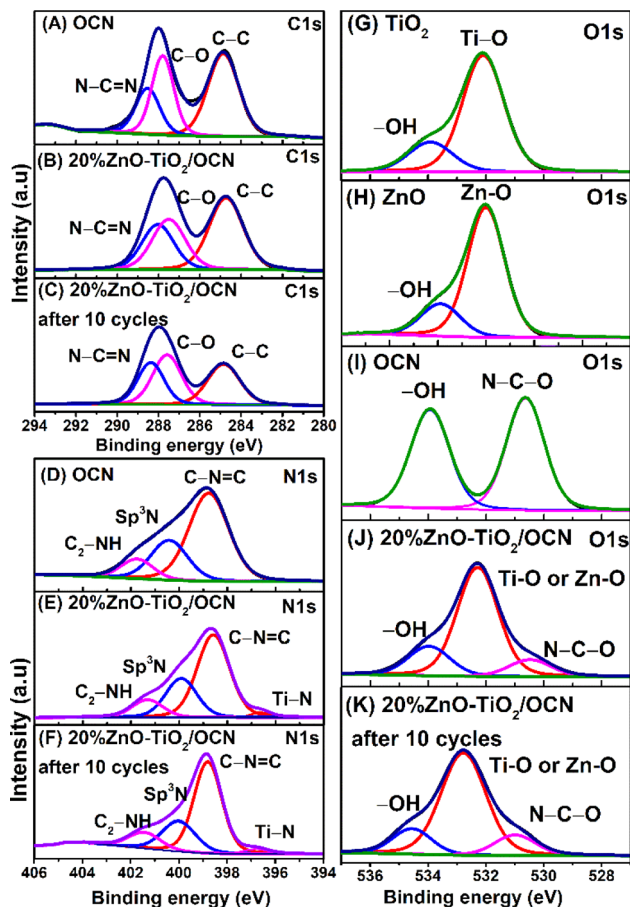 (A) OCN C1s
C–C
C–O
N–C=N
(B) 20%ZnO-TiO₂/OCN C1s
C–O C–C
N–C=N
(C) 20%ZnO-TiO₂/OCN C1s
after 10 cycles
C–O
N–C=N C–C
294 292 290 288 286 284 282 280
Binding energy (eV)
Intensity (a.u)
(D) OCN N1s
C–N=C
Sp³N
C₂–NH
(E) 20%ZnO-TiO₂/OCN N1s
C–N=C
Sp³N
C₂–NH
Ti–N
(F) 20%ZnO-TiO₂/OCN N1s
after 10 cycles C–N=C
Sp³N
C₂–NH
Ti–N
406 404 402 400 398 396 394
Binding energy (eV)
Intensity (a.u)
(G) TiO₂ O1s
Ti–O
–OH
(H) ZnO Zn-O O1s
–OH
(I) OCN O1s
–OH N–C–O
(J) 20%ZnO-TiO₂/OCN O1s
Ti-O or Zn-O
–OH
N–C–O
(K) 20%ZnO-TiO₂/OCN
after 10 cycles
Ti-O or Zn-O
–OH
N–C–O
536 534 532 530 528
Binding energy (eV)